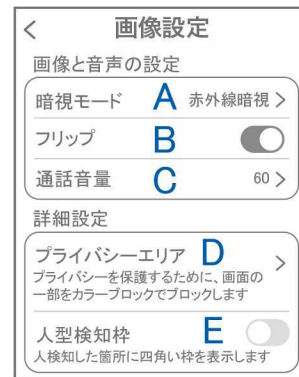 < 画像設定
画像と音声の設定
暗視モード A 赤外線暗視 >
フリップ B
通話音量 C 60 >
詳細設定
プライバシーエリア D >
プライバシーを保護するために、画面の
一部をカラーブロックでブロックします
人型検知枠 E
人検知した箇所に四角い枠を表示します